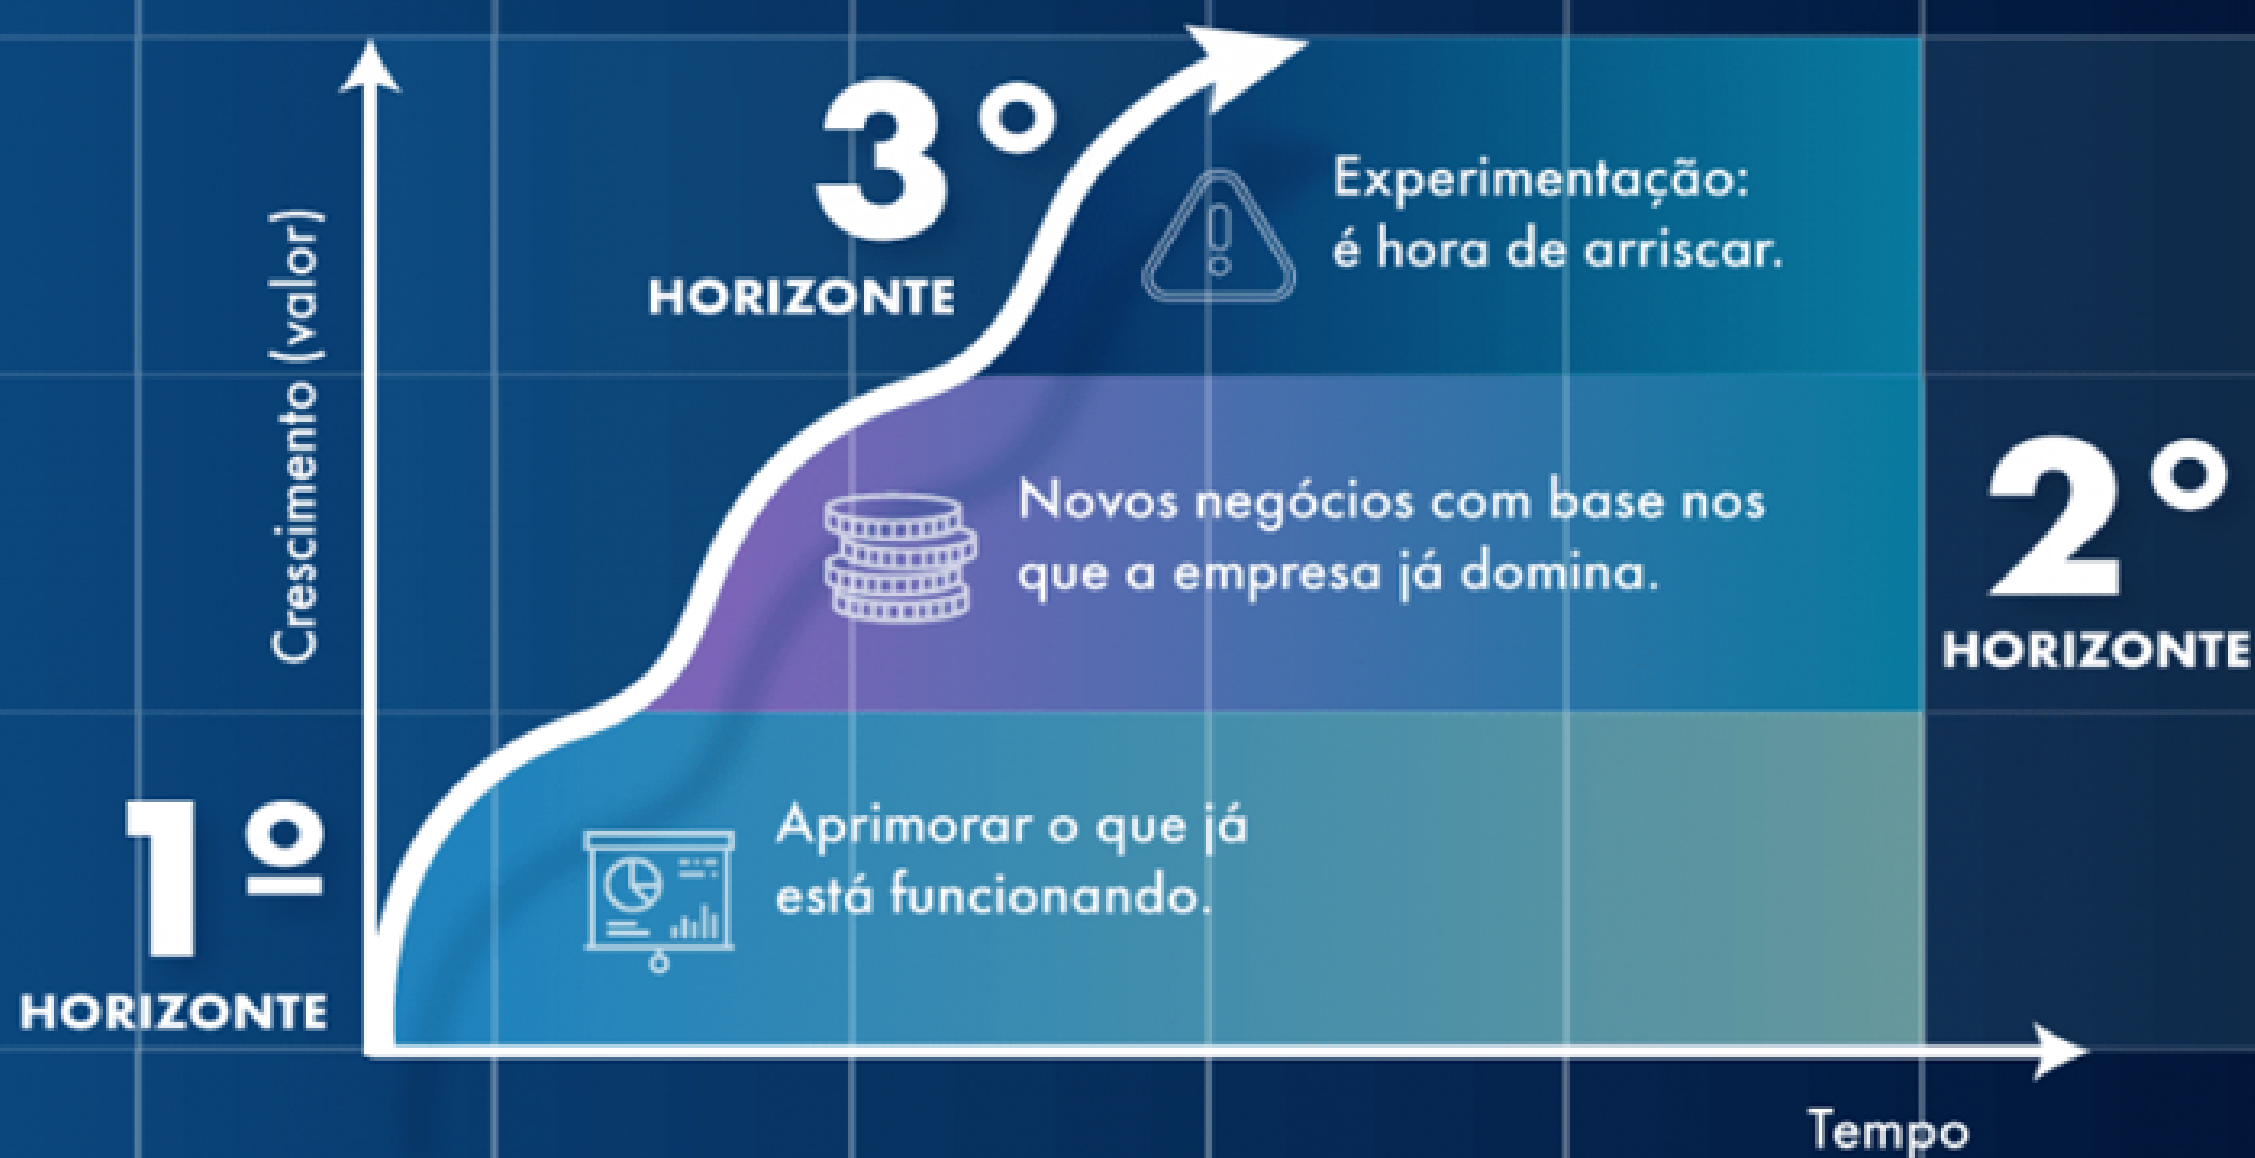 3°
HORIZONTE
Experimentação:
é hora de arriscar.
Crescimento (valor)
Novos negócios com base nos
que a empresa já domina.
2°
HORIZONTE
1º
HORIZONTE
Aprimorar o que já
está funcionando.
Tempo